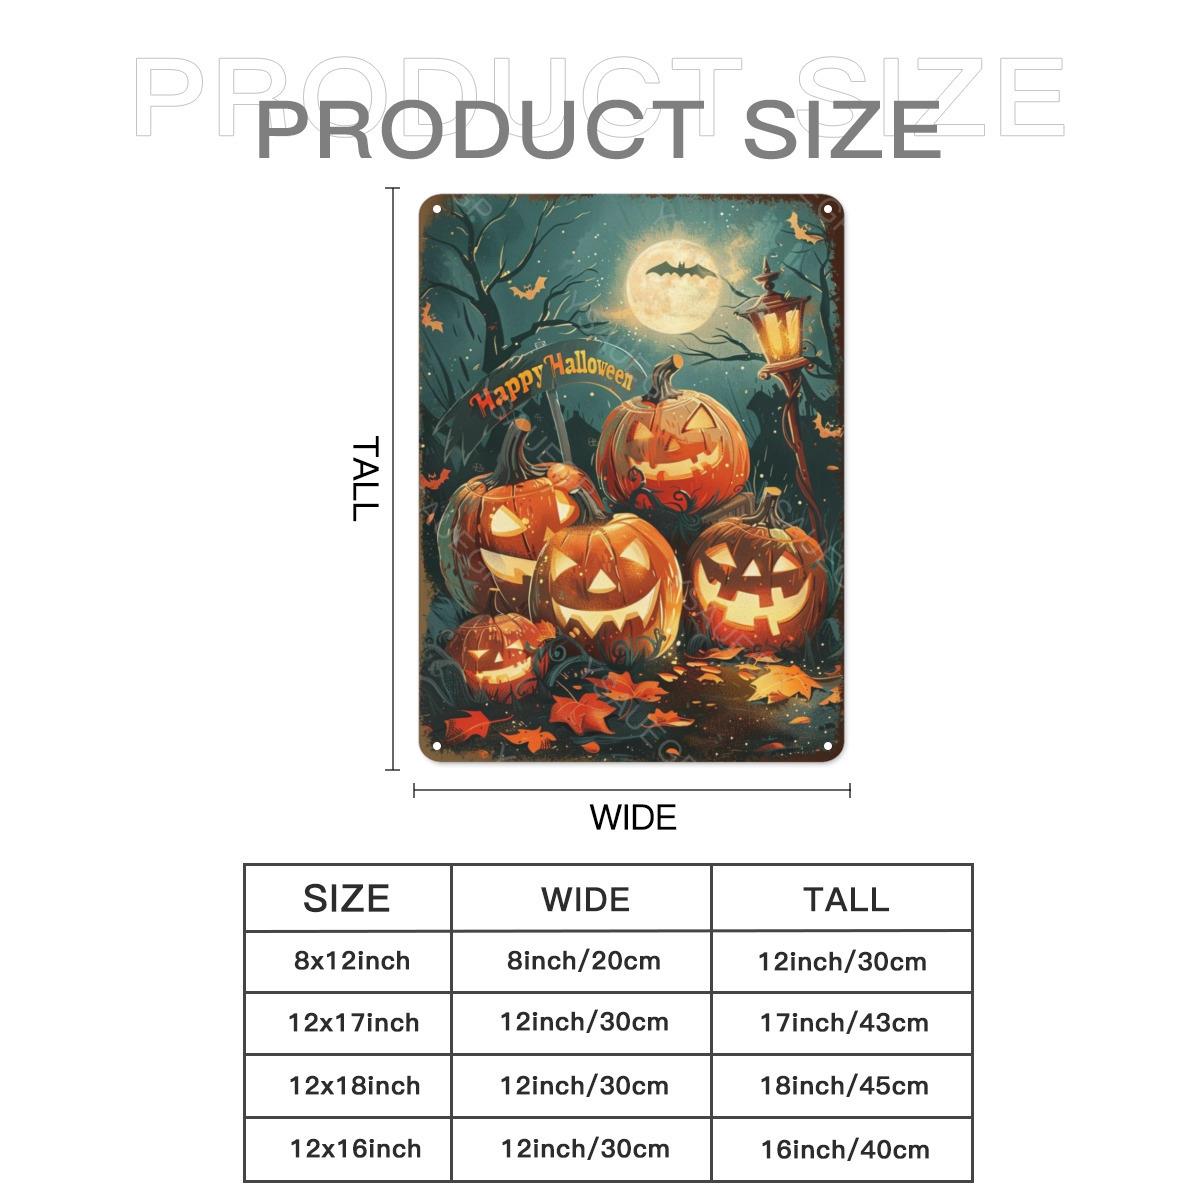 PRODUCT SIZE
PRODUCT SIZE
Happy Halloween
TALL
WIDE
SIZE WIDE TALL
8x12inch 8inch/20cm 12inch/30cm
12x17inch 12inch/30cm 17inch/43cm
12x18inch 12inch/30cm 18inch/45cm
12x16inch 12inch/30cm 16inch/40cm